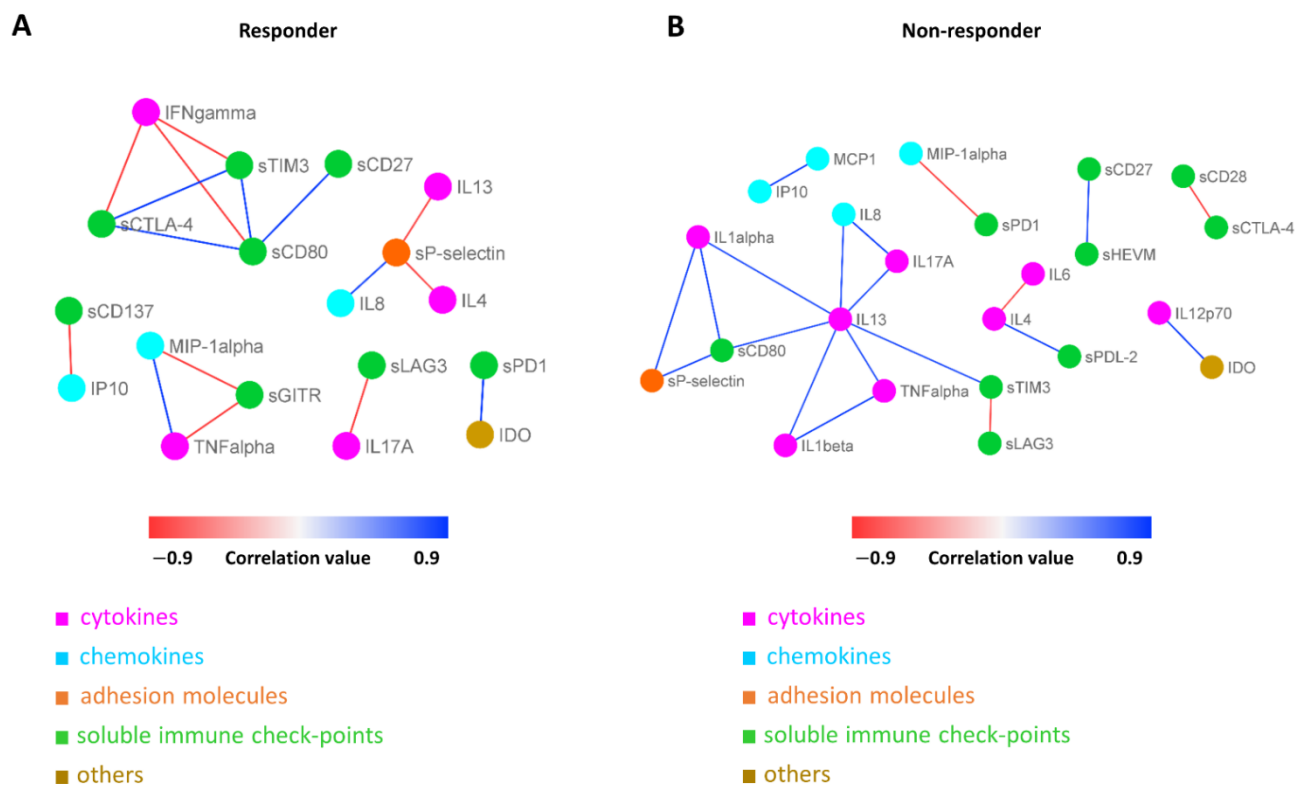 A
Responder
IFNgamma
sTIM3
sCD27
IL13
sCTLA-4
sCD80
sP-selectin
IL8
IL4
sCD137
MIP-1alpha
IP10
sGITR
sLAG3
sPD1
TNFalpha
IL17A
IDO
−0.9 Correlation value 0.9
cytokines
chemokines
adhesion molecules
soluble immune check-points
others
B
Non-responder
MCP1
MIP-1alpha
IP10
sCD27
sCD28
IL8
sPD1
sCTLA-4
IL1alpha
IL17A
sHEVM
IL6
IL13
IL4
IL12p70
sCD80
sPDL-2
sP-selectin
IDO
TNFalpha
sTIM3
IL1beta
sLAG3
−0.9 Correlation value 0.9
cytokines
chemokines
adhesion molecules
soluble immune check-points
others